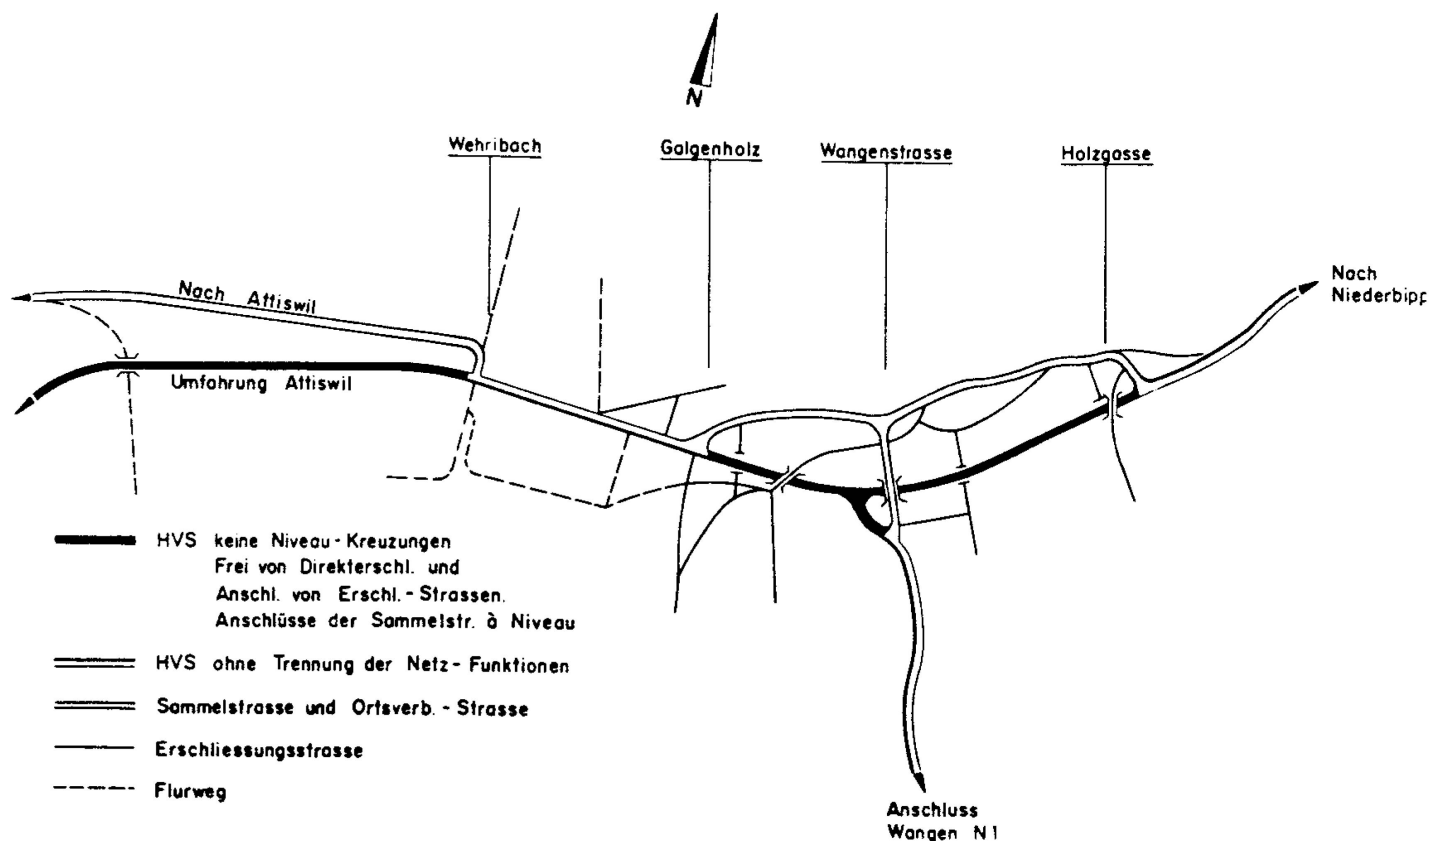 N
Wehribach
Galgenholz
Wangenstrasse
Holzgasse
Nach Attiswil
Umfahrung Attiswil
Nach
Niederbipp
HVS keine Niveau-Kreuzungen
Frei von Direkterschl. und
Anschl. von Erschl.-Strassen.
Anschlüsse der Sammelstr. à Niveau
HVS ohne Trennung der Netz-Funktionen
Sammelstrasse und Ortsverb.-Strasse
Erschliessungsstrasse
Flurweg
Anschluss
Wangen N1